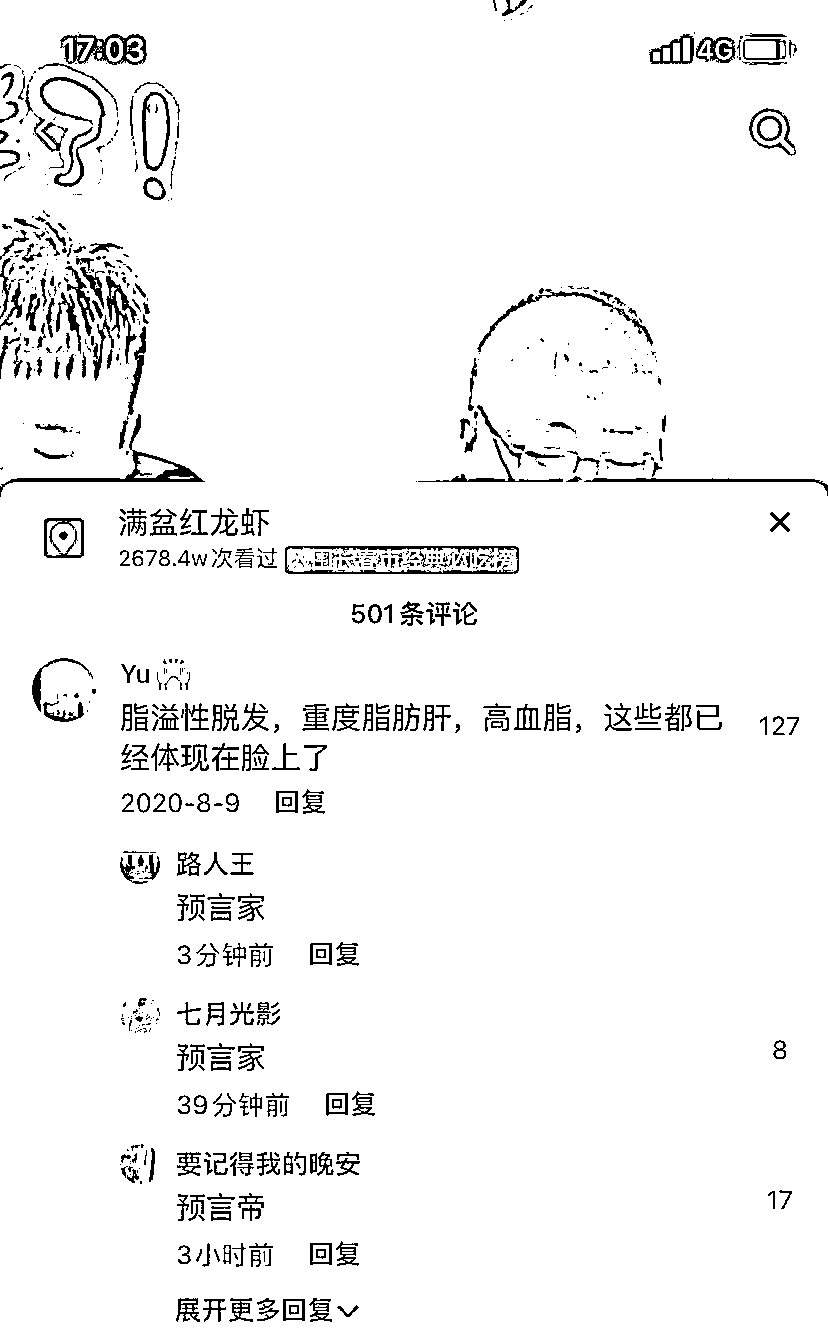 17:03
4G
!
满盆红龙虾
2678.4w次看过
501条评论
Yu
脂溢性脱发，重度脂肪肝，高血脂，这些都已
127
经体现在脸上了
2020-8-9 回复
路人王
预言家
3分钟前 回复
七月光影
预言家
8
39分钟前 回复
要记得我的晚安
预言帝
17
3小时前 回复
展开更多回复